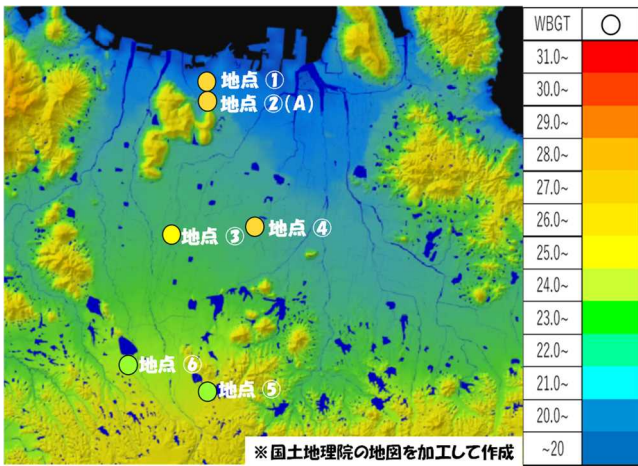 地点 ①
地点 ②(A)
地点 ③
地点 ④
地点 ⑥
地点 ⑤
※国土地理院の地図を加工して作成
WBGT ○
31.0~
30.0~
29.0~
28.0~
27.0~
26.0~
25.0~
24.0~
23.0~
22.0~
21.0~
20.0~
~20